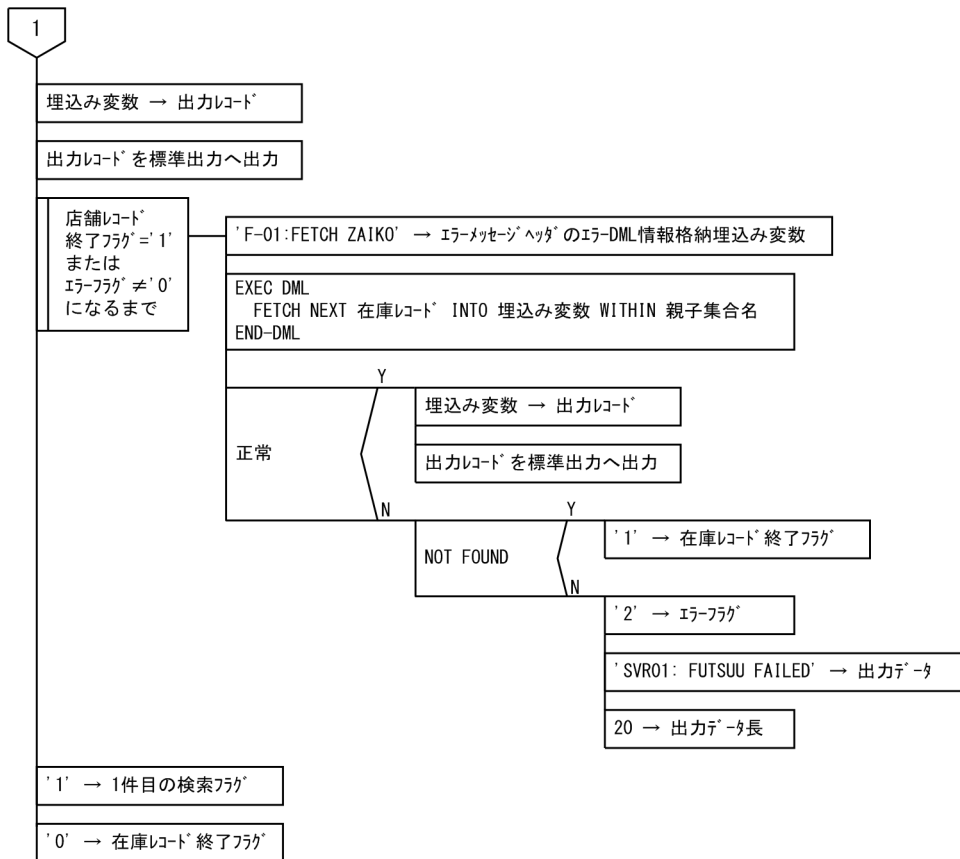 1
埋込み変数 → 出力ﾚｺｰﾄﾞ
出力ﾚｺｰﾄﾞを標準出力へ出力
店舗ﾚｺｰﾄﾞ
終了ﾌﾗｸﾞ='1'
または
ｴﾗｰﾌﾗｸﾞ≠'0'
になるまで
'F-01:FETCH ZAIKO' → ｴﾗｰﾒｯｾｰｼﾞﾍｯﾀﾞのｴﾗｰDML情報格納埋込み変数
EXEC DML
FETCH NEXT 在庫ﾚｺｰﾄﾞ INTO 埋込み変数 WITHIN 親子集合名
END-DML
正常
Y
埋込み変数 → 出力ﾚｺｰﾄﾞ
出力ﾚｺｰﾄﾞを標準出力へ出力
N
NOT FOUND
Y
'1' → 在庫ﾚｺｰﾄﾞ終了ﾌﾗｸﾞ
N
'2' → ｴﾗｰﾌﾗｸﾞ
'SVR01: FUTSUU FAILED' → 出力ﾃﾞｰﾀ
20 → 出力ﾃﾞｰﾀ長
'1' → 1件目の検索ﾌﾗｸﾞ
'0' → 在庫ﾚｺｰﾄﾞ終了ﾌﾗｸﾞ